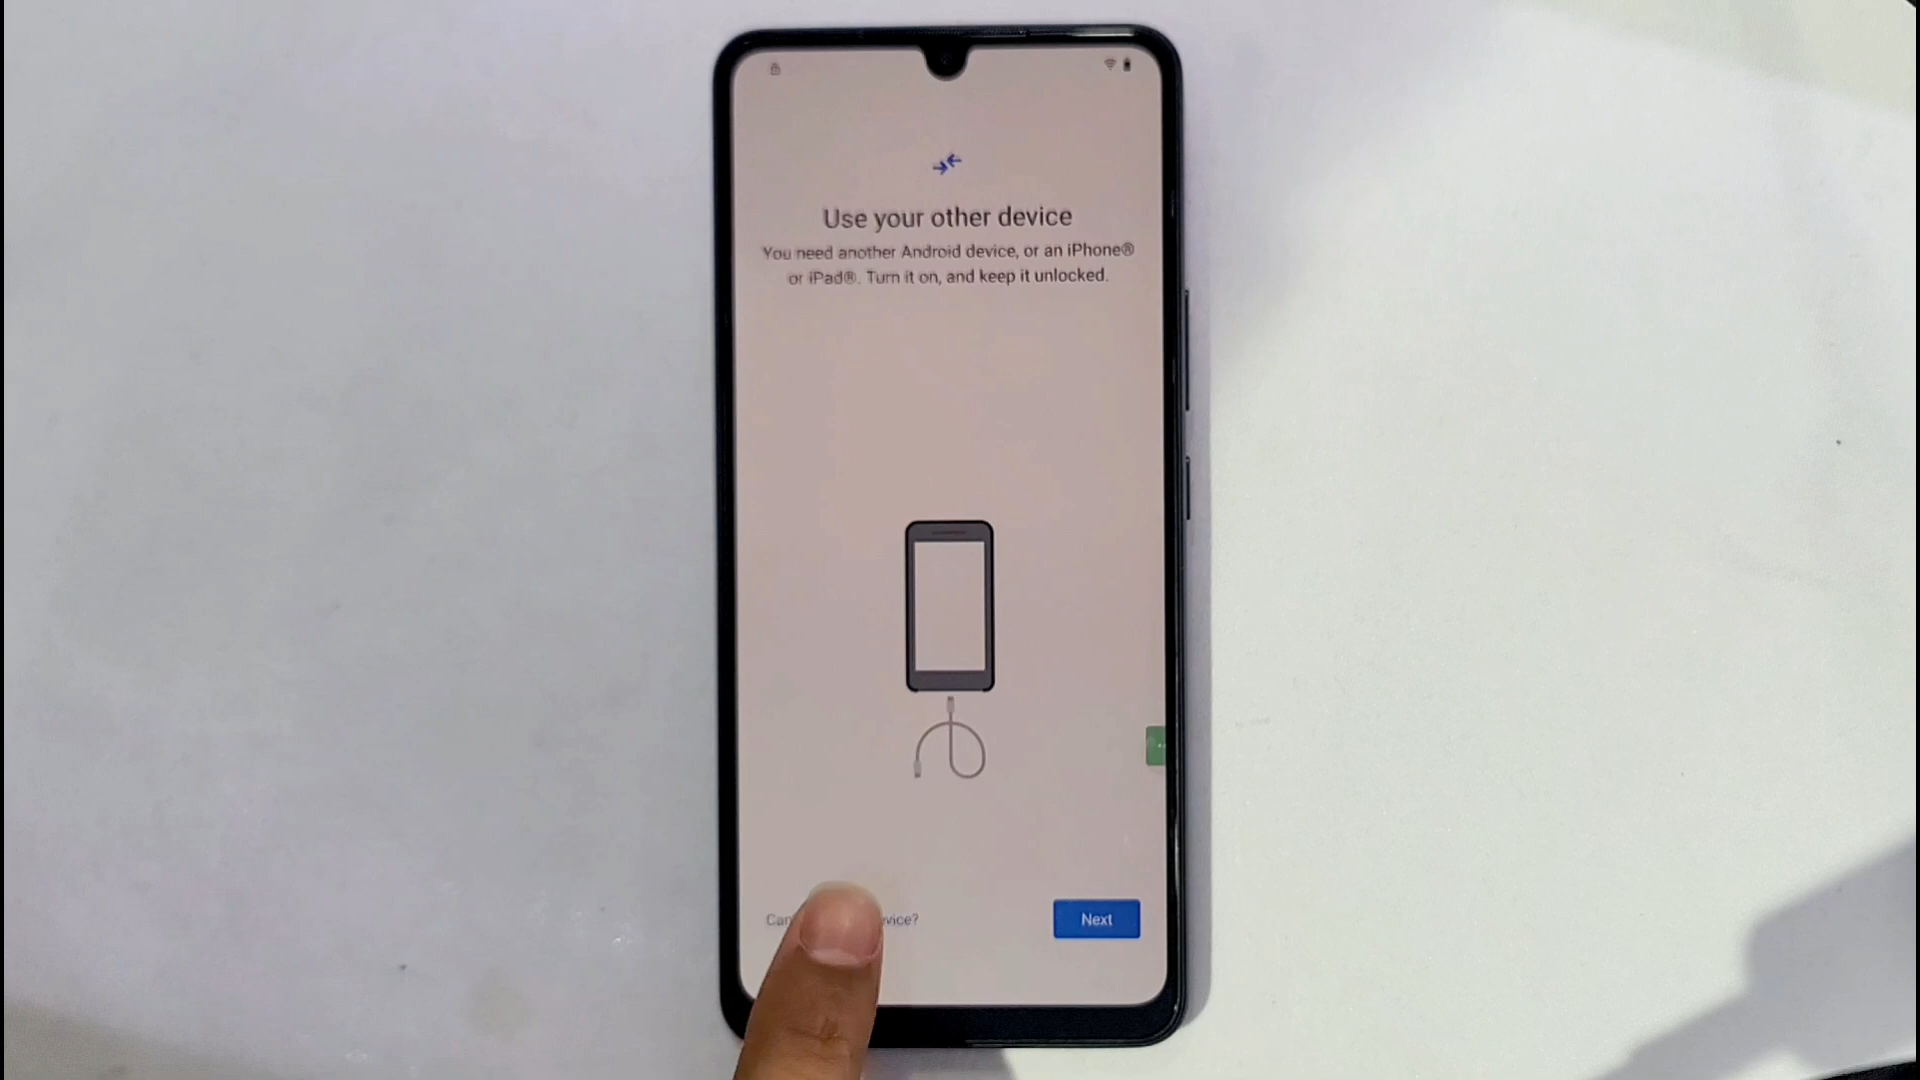 Use your other device
You need another Android device, or an iPhone®
or iPad®. Turn it on, and keep it unlocked.
Next